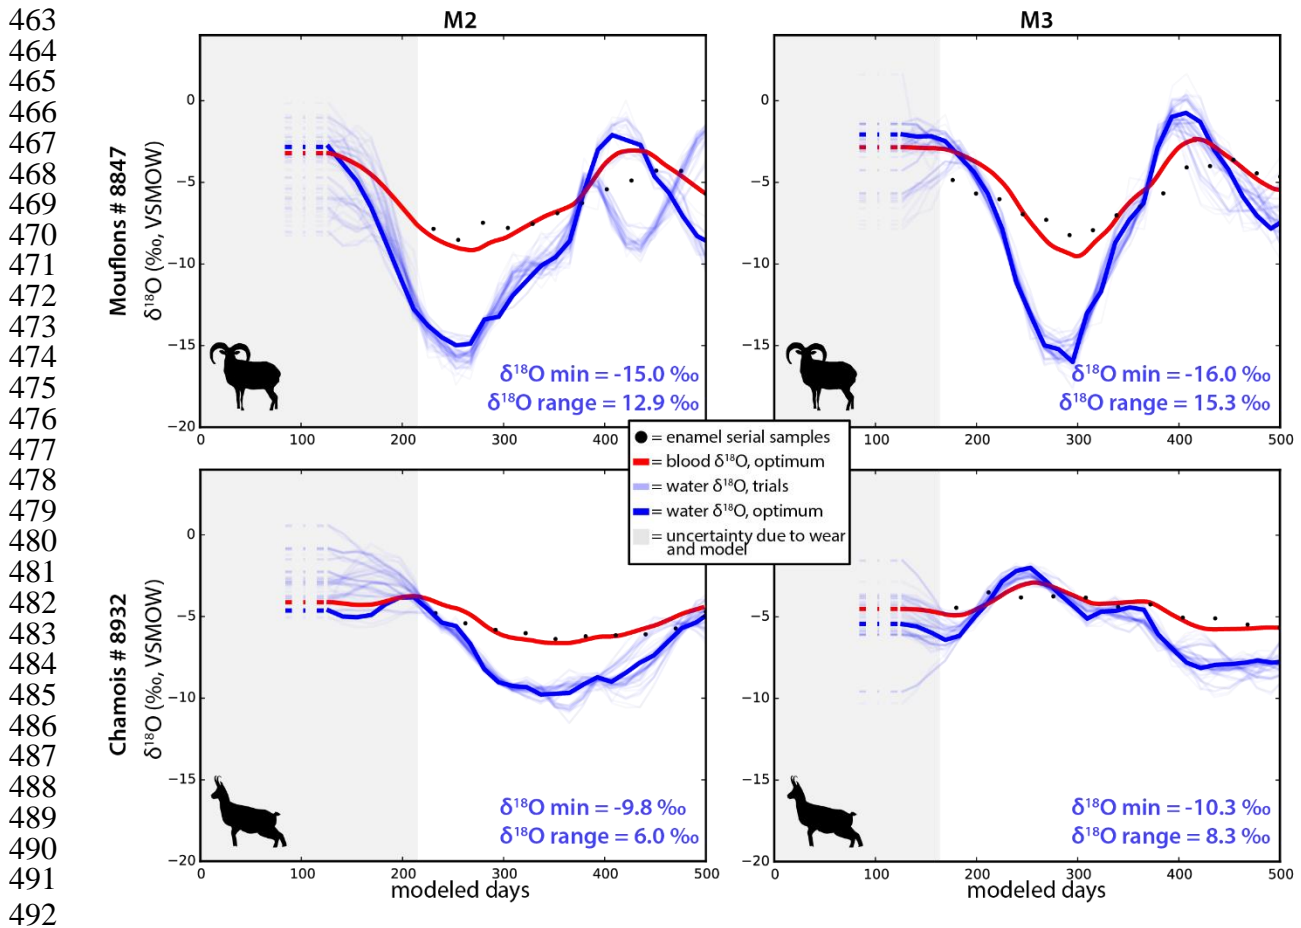 463
464
465
466
467
468
469
470
471
472
473
474
475
476
477
478
479
480
481
482
483
484
485
486
487
488
489
490
491
492
M2
M3
Mouflons # 8847
δ¹⁸O (‰, VSMOW)
0
−5
−10
−15
−20
0 100 200 300 400
δ¹⁸O min = -15.0 ‰
δ¹⁸O range = 12.9 ‰
0
−5
−10
−15
100 200 300 400 500
δ¹⁸O min = -16.0 ‰
δ¹⁸O range = 15.3 ‰
= enamel serial samples
= blood δ¹⁸O, optimum
= water δ¹⁸O, trials
= water δ¹⁸O, optimum
= uncertainty due to wear
and model
Chamois # 8932
δ¹⁸O (‰, VSMOW)
0
−5
−10
−15
−20
0 100 200 300 400 500
modeled days
δ¹⁸O min = -9.8 ‰
δ¹⁸O range = 6.0 ‰
−5
−10
−15
−20
0 100 200 300 400 500
modeled days
δ¹⁸O min = -10.3 ‰
δ¹⁸O range = 8.3 ‰